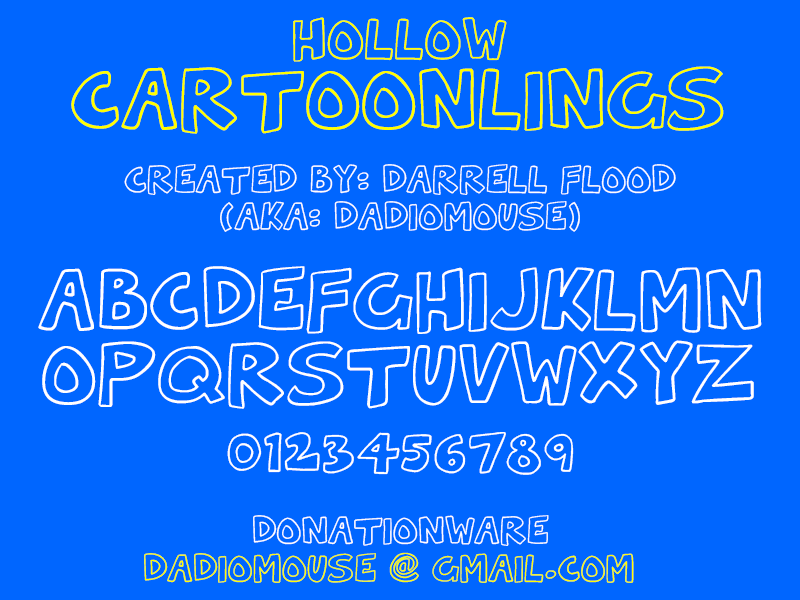 HOLLOW
CARTOONLINGS
CREATED BY: DARRELL FLOOD
(AKA: DADIOMOUSE)
ABCDEFGHIJKLMN
OPQRSTUVWXYZ
0123456789
DONATIONWARE
DADIOMOUSE @ GMAIL.COM